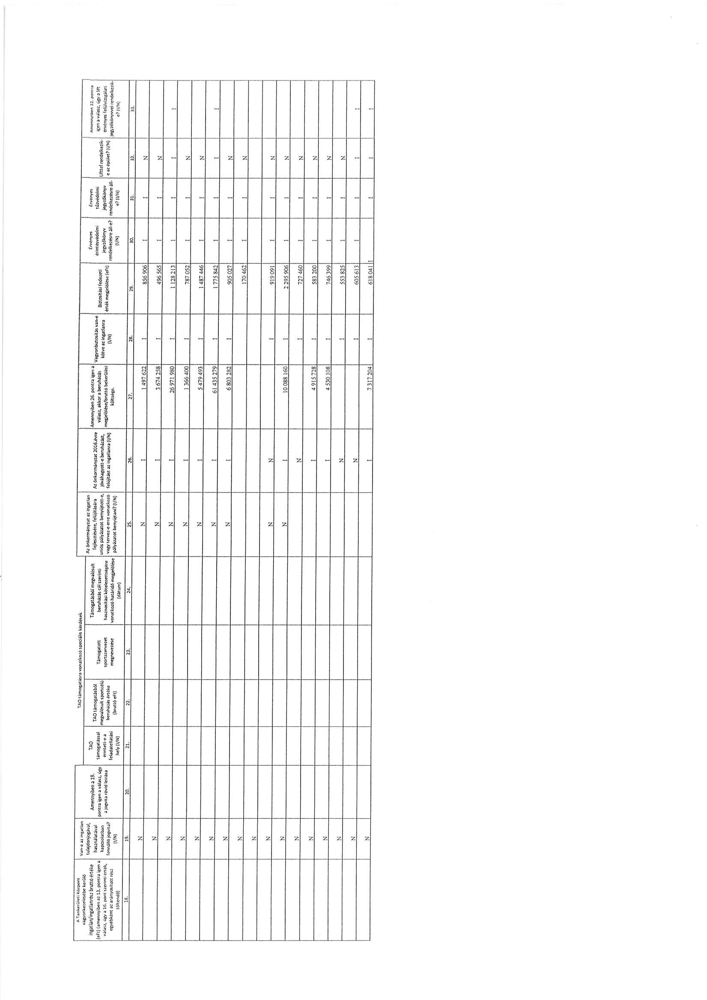 A Tankerületi Központ
vagyonkezelésébe kerülő
ingatlan/ingatlanrész bruttó értéke
(eFt) (amennyiben az 13. pontra igen a
válasz, úgy a 16. pont szerinti érték,
egyébként az arányosított rész
töltendő)
Van-e az ingatlan
tulajdonjogával,
használatával
kapcsolatban
fennálló jogvita?
(I/N)
Amennyiben a 19.
pontra igen a válasz, úgy
a jogvita rövid leírása
TAO támogatásra vonatkozó speciális kérdések
TAO
támogatással
érintett-e a
feladatellátási
hely (I/N)
TAO támogatásból
megvalósult sportcélú
beruházás értéke
(bruttó eFt)
Támogatott
sportszervezet
megnevezése
Támogatásból megvalósult
beruházás cél szerinti
hasznosítási kötelezettségére
vonatkozó határidő megjelölése
(dátum)
Az önkormányzat az ingatlan
fejlesztésére, felújítására
uniós pályázatot benyújtott-e,
vagy tervez-e erre vonatkozó
pályázatot benyújtani? (I/N)
Az önkormányzat 2016.évre
jóváhagyott-e beruházást,
felújítást az ingatlanra (I/N)
Amennyiben 26. pontra igen a
válasz, akkor a beruházás
megjelölése/bruttó bekerülési
költsége.
Vagyonbiztosítás van-e
kötve az ingatlanra
(I/N)
Biztosítási fedezeti
érték megjelölése (eFt)
Érvényes
érintésvédelmi
jegyzőkönyv
rendelkezésre áll-e?
(I/N)
Érvényes
tűzvédelmi
jegyzőkönyv
rendelkezésre áll-
e? (I/N)
Lifttel rendelkezik-
e az épület? (I/N)
Amennyiben 32. pontra
igen a válasz, úgy a lift
érvényes felülvizsgálati
jegyzőkönyvvel rendelkezik-
e? (I/N)
18. 19. 20. 21. 22. 23. 24. 25. 26. 27. 28. 29. 30. 31. 32. 33.
N N I 1 497 622 I 856 906 I I N
N N I 3 674 258 I 496 565 I I N
N N I 26 971 980 I 1 128 213 I I I I
N N I 1 366 400 I 787 052 I I N
N N I 5 479 493 I 1 487 446 I I N
N N I 61 435 279 I 1 775 842 I I I I
N N I 6 803 282 I 905 027 I I N
N 170 462 I I N
N
N N N I 919 091 I I N
N N I 10 088 160 I 2 295 906 I I N
N N I 727 460 I I N
N I 4 915 728 I 583 200 I I N
N I 4 530 108 I 746 399 I I N
N N I 553 825 I I N
N N I 605 613 I I I I
N I 7 317 204 I 618 041 I I I I